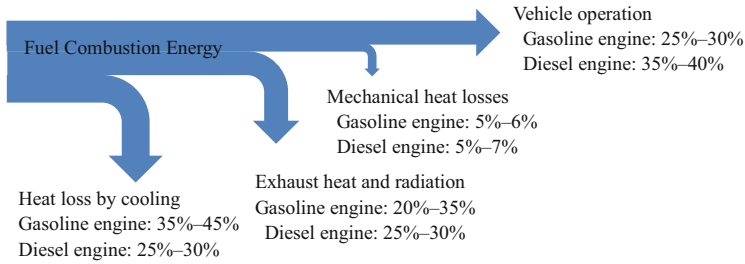 Vehicle operation
Gasoline engine: 25%–30%
Diesel engine: 35%–40%
Fuel Combustion Energy
Mechanical heat losses
Gasoline engine: 5%–6%
Diesel engine: 5%–7%
Exhaust heat and radiation
Gasoline engine: 20%–35%
Diesel engine: 25%–30%
Heat loss by cooling
Gasoline engine: 35%–45%
Diesel engine: 25%–30%